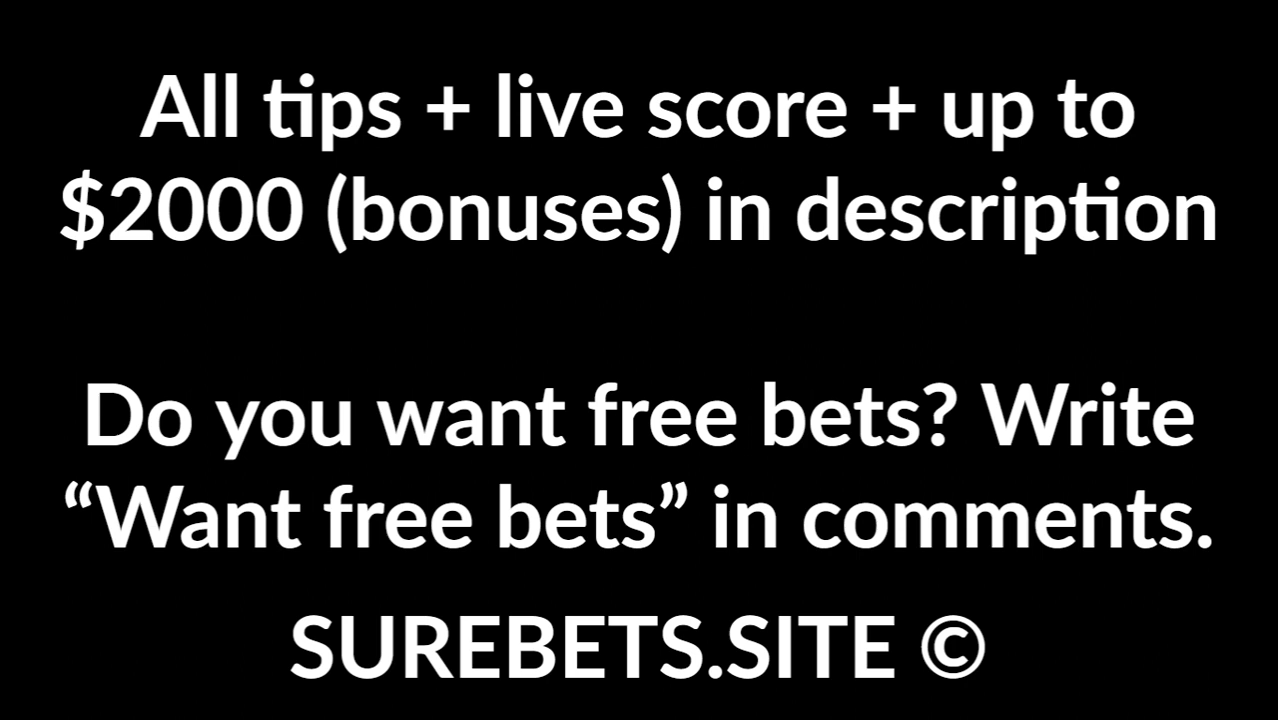 All tips + live score + up to
$2000 (bonuses) in description
Do you want free bets? Write
“Want free bets” in comments.
SUREBETS.SITE ©